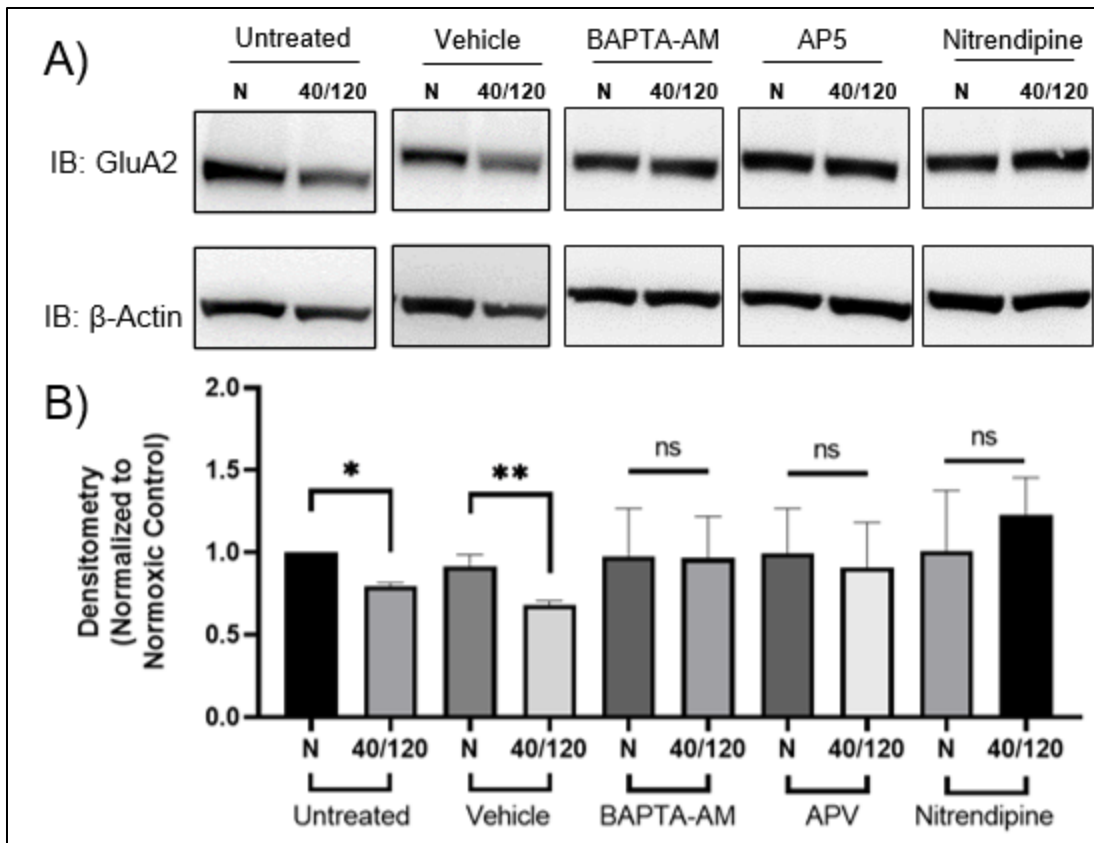 A)
Untreated Vehicle BAPTA-AM AP5 Nitrendipine
N 40/120 N 40/120 N 40/120 N 40/120 N 40/120
IB: GluA2
IB: β-Actin
B)
Densitometry
(Normalized to
Normoxic Control)
2.0
1.5
1.0
0.5
0.0
* ** ns ns ns
N 40/120 N 40/120 N 40/120 N 40/120 N 40/120
Untreated Vehicle BAPTA-AM APV Nitrendipine